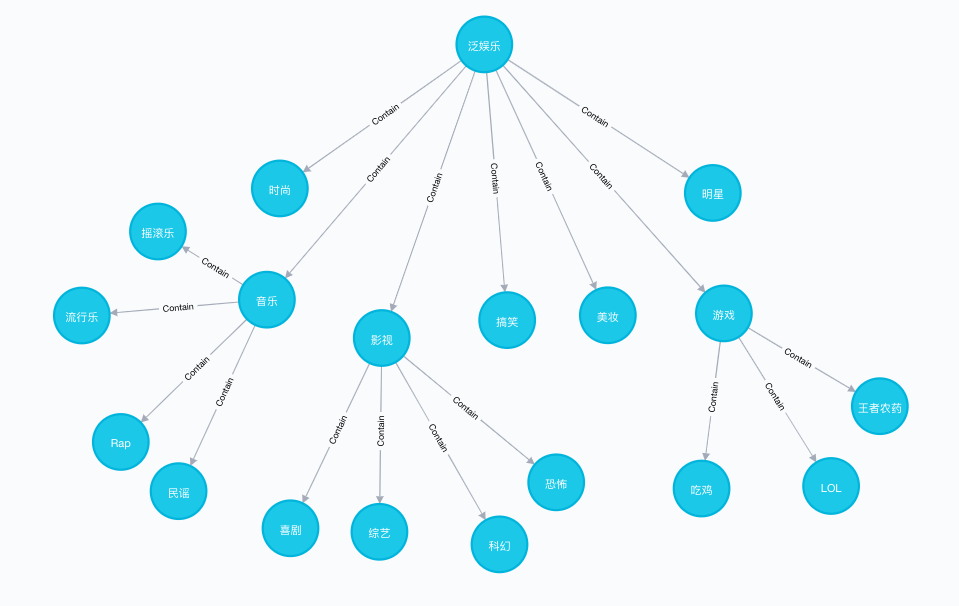 泛娱乐
Contain
Contain
Contain
Contain
Contain
Contain
Contain
时尚
明星
摇滚乐
Contain
音乐
流行乐
Contain
影视
搞笑
美妆
游戏
Contain
Contain
Rap
民谣
Contain
Contain
Contain
Contain
喜剧
综艺
科幻
恐怖
Contain
Contain
Contain
吃鸡
LOL
王者农药